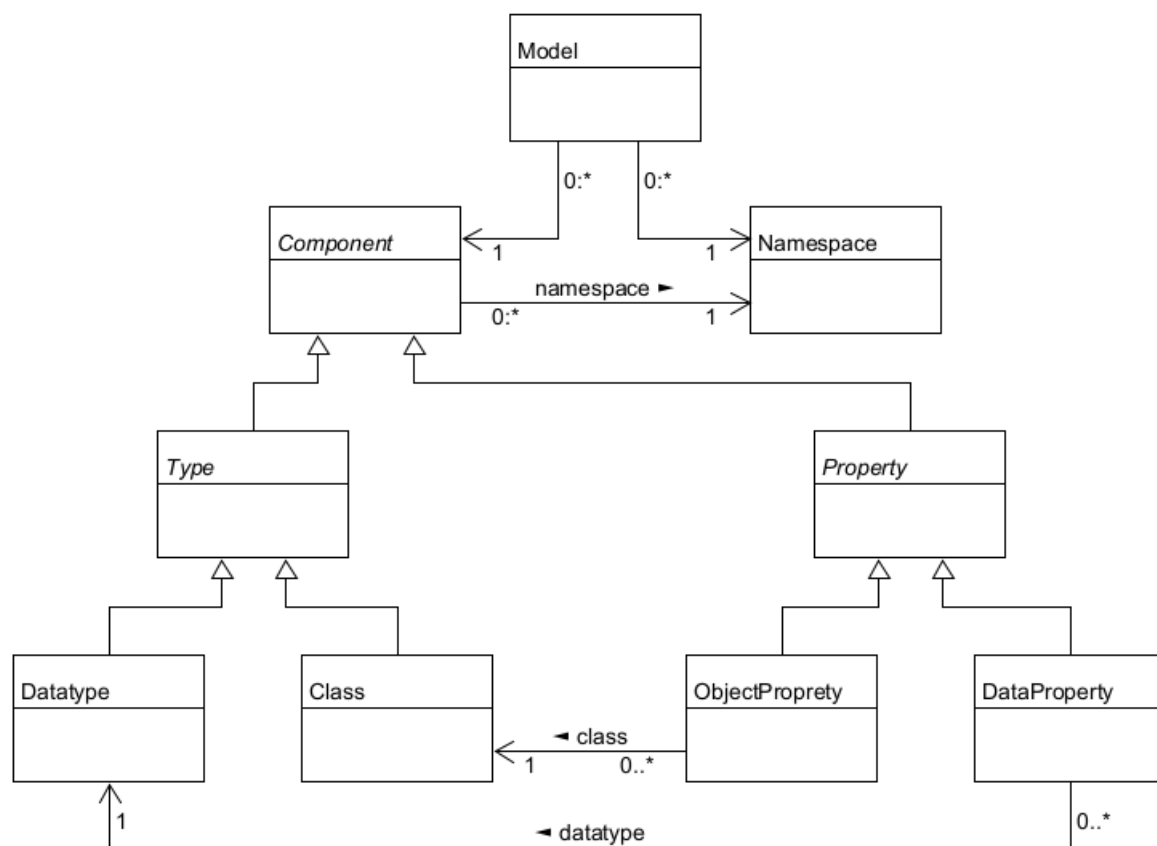 Model
0:*
0:*
Component
1
1
Namespace
namespace ►
0:*
1
Type
Property
Datatype
Class
ObjectProprety
DataProperty
◄ class
1
0..*
1
◄ datatype
0..*